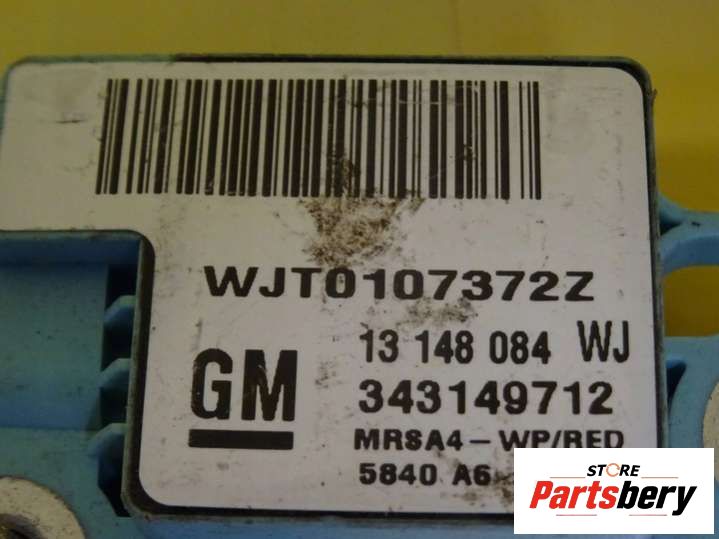 WJT0107372Z
13 148 084 WJ
GM
343149712
MRSA4-WP/RED
5840 A6
STORE
Partsbery